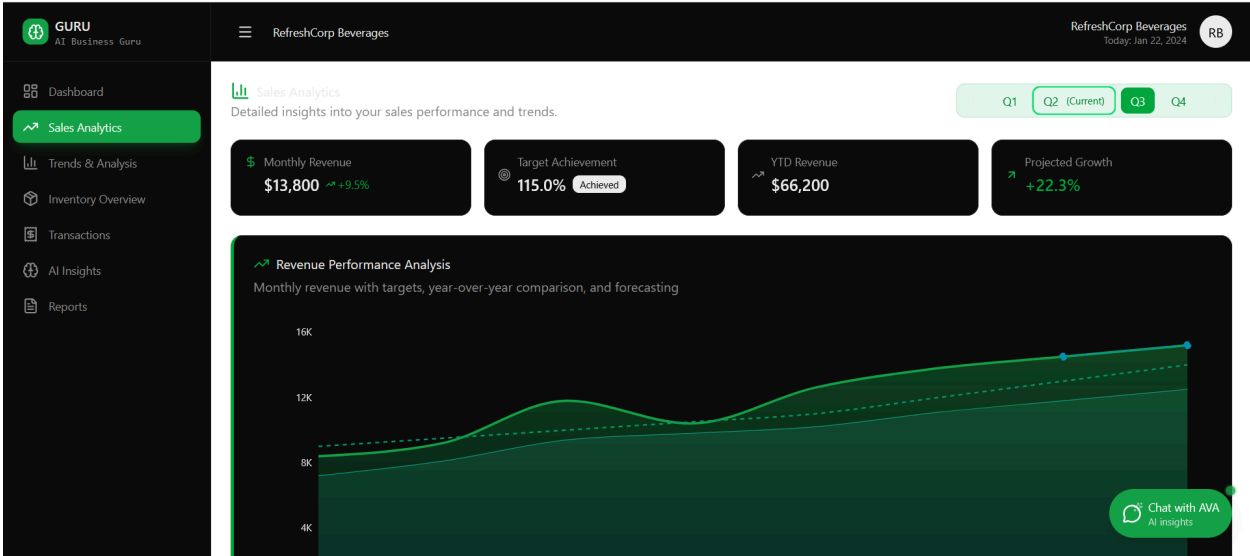 GURU
AI Business Guru
RefreshCorp Beverages
RefreshCorp Beverages
Today: Jan 22, 2024
RB
Dashboard
Sales Analytics
Trends & Analysis
Inventory Overview
Transactions
AI Insights
Reports
Sales Analytics
Detailed insights into your sales performance and trends.
Q1 Q2 (Current) Q3 Q4
$ Monthly Revenue
$13,800 +9.5%
Target Achievement
115.0% Achieved
YTD Revenue
$66,200
Projected Growth
+22.3%
Revenue Performance Analysis
Monthly revenue with targets, year-over-year comparison, and forecasting
16K
12K
8K
4K
Chat with AVA
AI insights